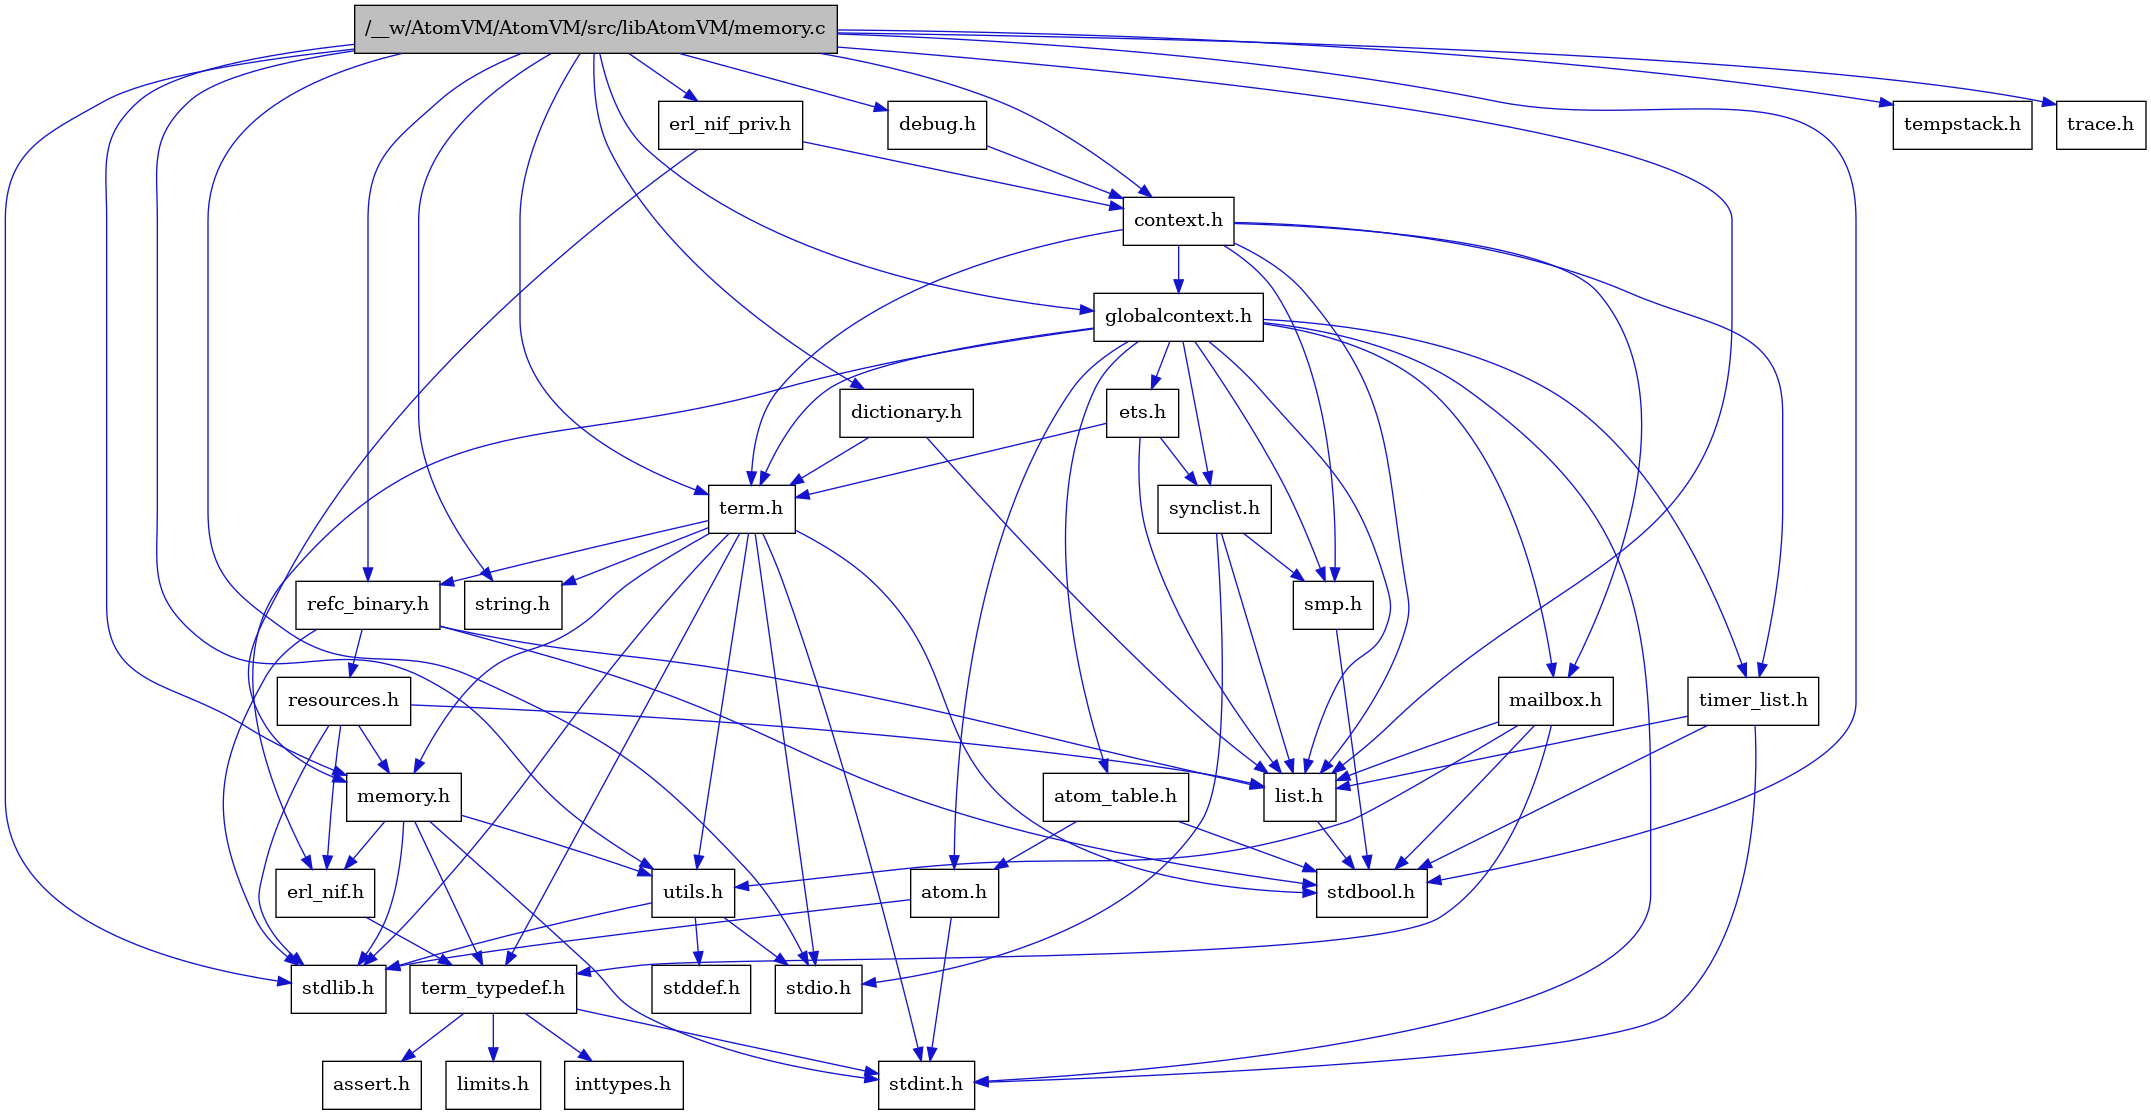 /__w/AtomVM/AtomVM/src/libAtomVM/memory.c
erl_nif_priv.h
debug.h
tempstack.h
trace.h
context.h
globalcontext.h
dictionary.h
ets.h
term.h
synclist.h
refc_binary.h
string.h
smp.h
resources.h
mailbox.h
timer_list.h
memory.h
atom_table.h
list.h
erl_nif.h
utils.h
atom.h
stdbool.h
stdlib.h
term_typedef.h
stddef.h
stdio.h
assert.h
limits.h
inttypes.h
stdint.h